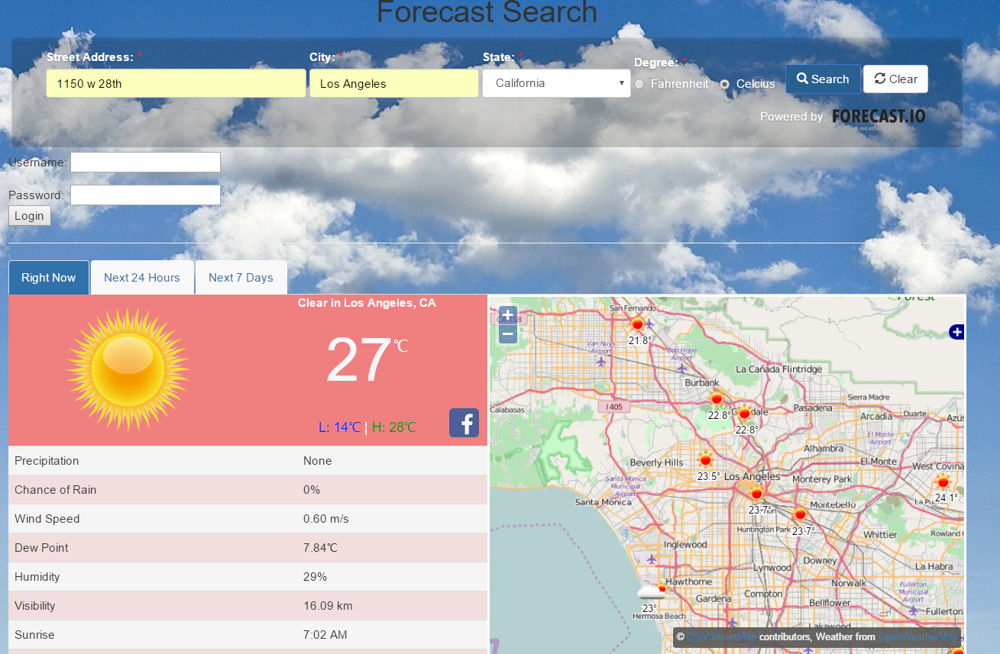 Forecast Search
Street Address: * City: * State: * Degree: *
1150 w 28th Los Angeles California Fahrenheit Celcius Search Clear
Powered by: FORECAST.IO
Username:
Password:
Login
Right Now Next 24 Hours Next 7 Days
Clear in Los Angeles, CA
27℃
L: 14℃ | H: 28℃
Precipitation None
Chance of Rain 0%
Wind Speed 0.60 m/s
Dew Point 7.84℃
Humidity 29%
Visibility 16.09 km
Sunrise 7:02 AM
Forest
San Fernando
CA 118
21.8°
Van Nuys
Airport
Bob Hope
Airport
La Cañada Flintridge
Burbank
Sierra Madre
I 405
Calabasas
22.8°
22.8°
Pasadena
Arcadia
Duarte
El Monte
Airport
Alhambra
Beverly Hills
El Monte
West Covina
23.5°
Los Angeles
Monterey Park
Santa Monica
Municipal
Airport
Santa Monica
24.1°
23.7°
Montebello
Huntington Park
23.7°
Whittier
Rowland
Inglewood
Downey
Lynwood
La Habra
Hawthorne
Norwalk
Fullerton
Municipal
Airport
Compton
Gardena
Bellflower
23°
Hermosa Beach
Fullerton
Lakewood
© OpenStreetMap contributors, Weather from OpenWeatherMap